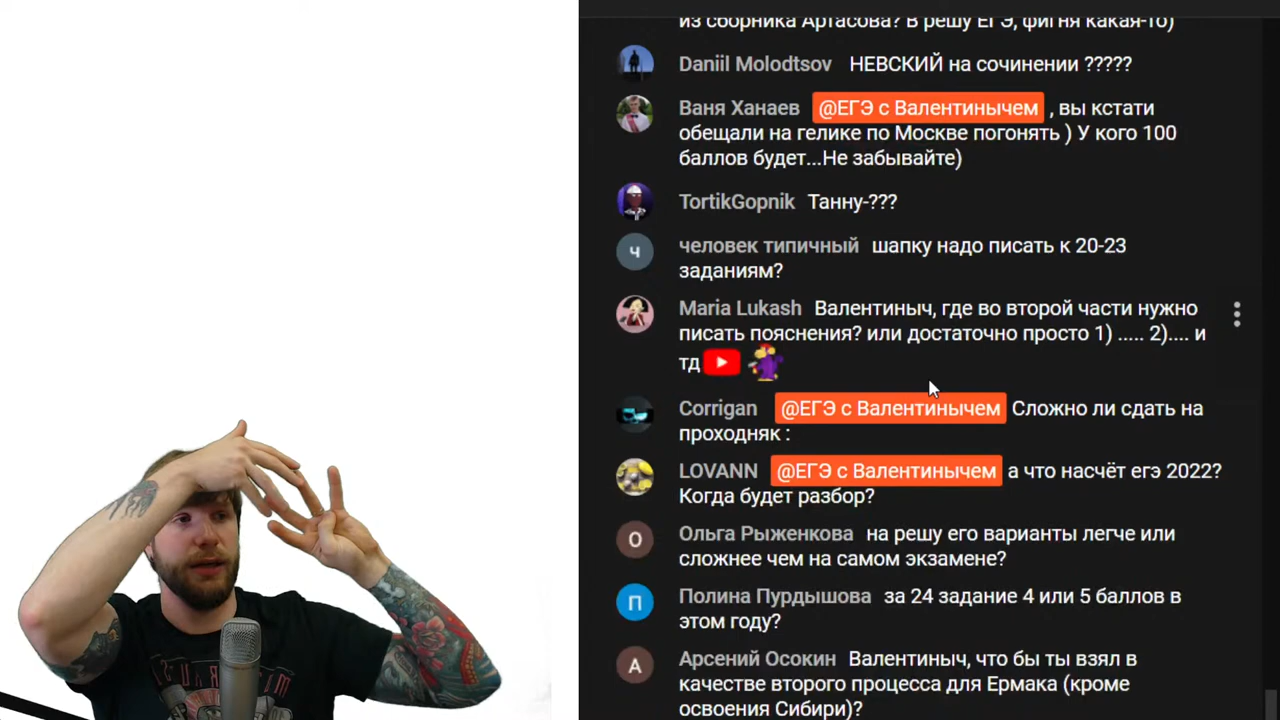 из сборника Артасова? В решу ЕГЭ, фигня какая-то)
Daniil Molodtsov НЕВСКИЙ на сочинении ?????
Ваня Ханаев @ЕГЭ с Валентинычем , вы кстати
обещали на гелике по Москве погонять ) У кого 100
баллов будет...Не забывайте)
TortikGopnik Танну-???
ч человек типичный шапку надо писать к 20-23
заданиям?
Maria Lukash Валентиныч, где во второй части нужно
писать пояснения? или достаточно просто 1) ..... 2).... и
тд
Corrigan @ЕГЭ с Валентинычем Сложно ли сдать на
проходняк :
LOVANN @ЕГЭ с Валентинычем а что насчёт егэ 2022?
Когда будет разбор?
О Ольга Рыженкова на решу его варианты легче или
сложнее чем на самом экзамене?
П Полина Пурдышова за 24 задание 4 или 5 баллов в
этом году?
А Арсений Осокин Валентиныч, что бы ты взял в
качестве второго процесса для Ермака (кроме
освоения Сибири)?